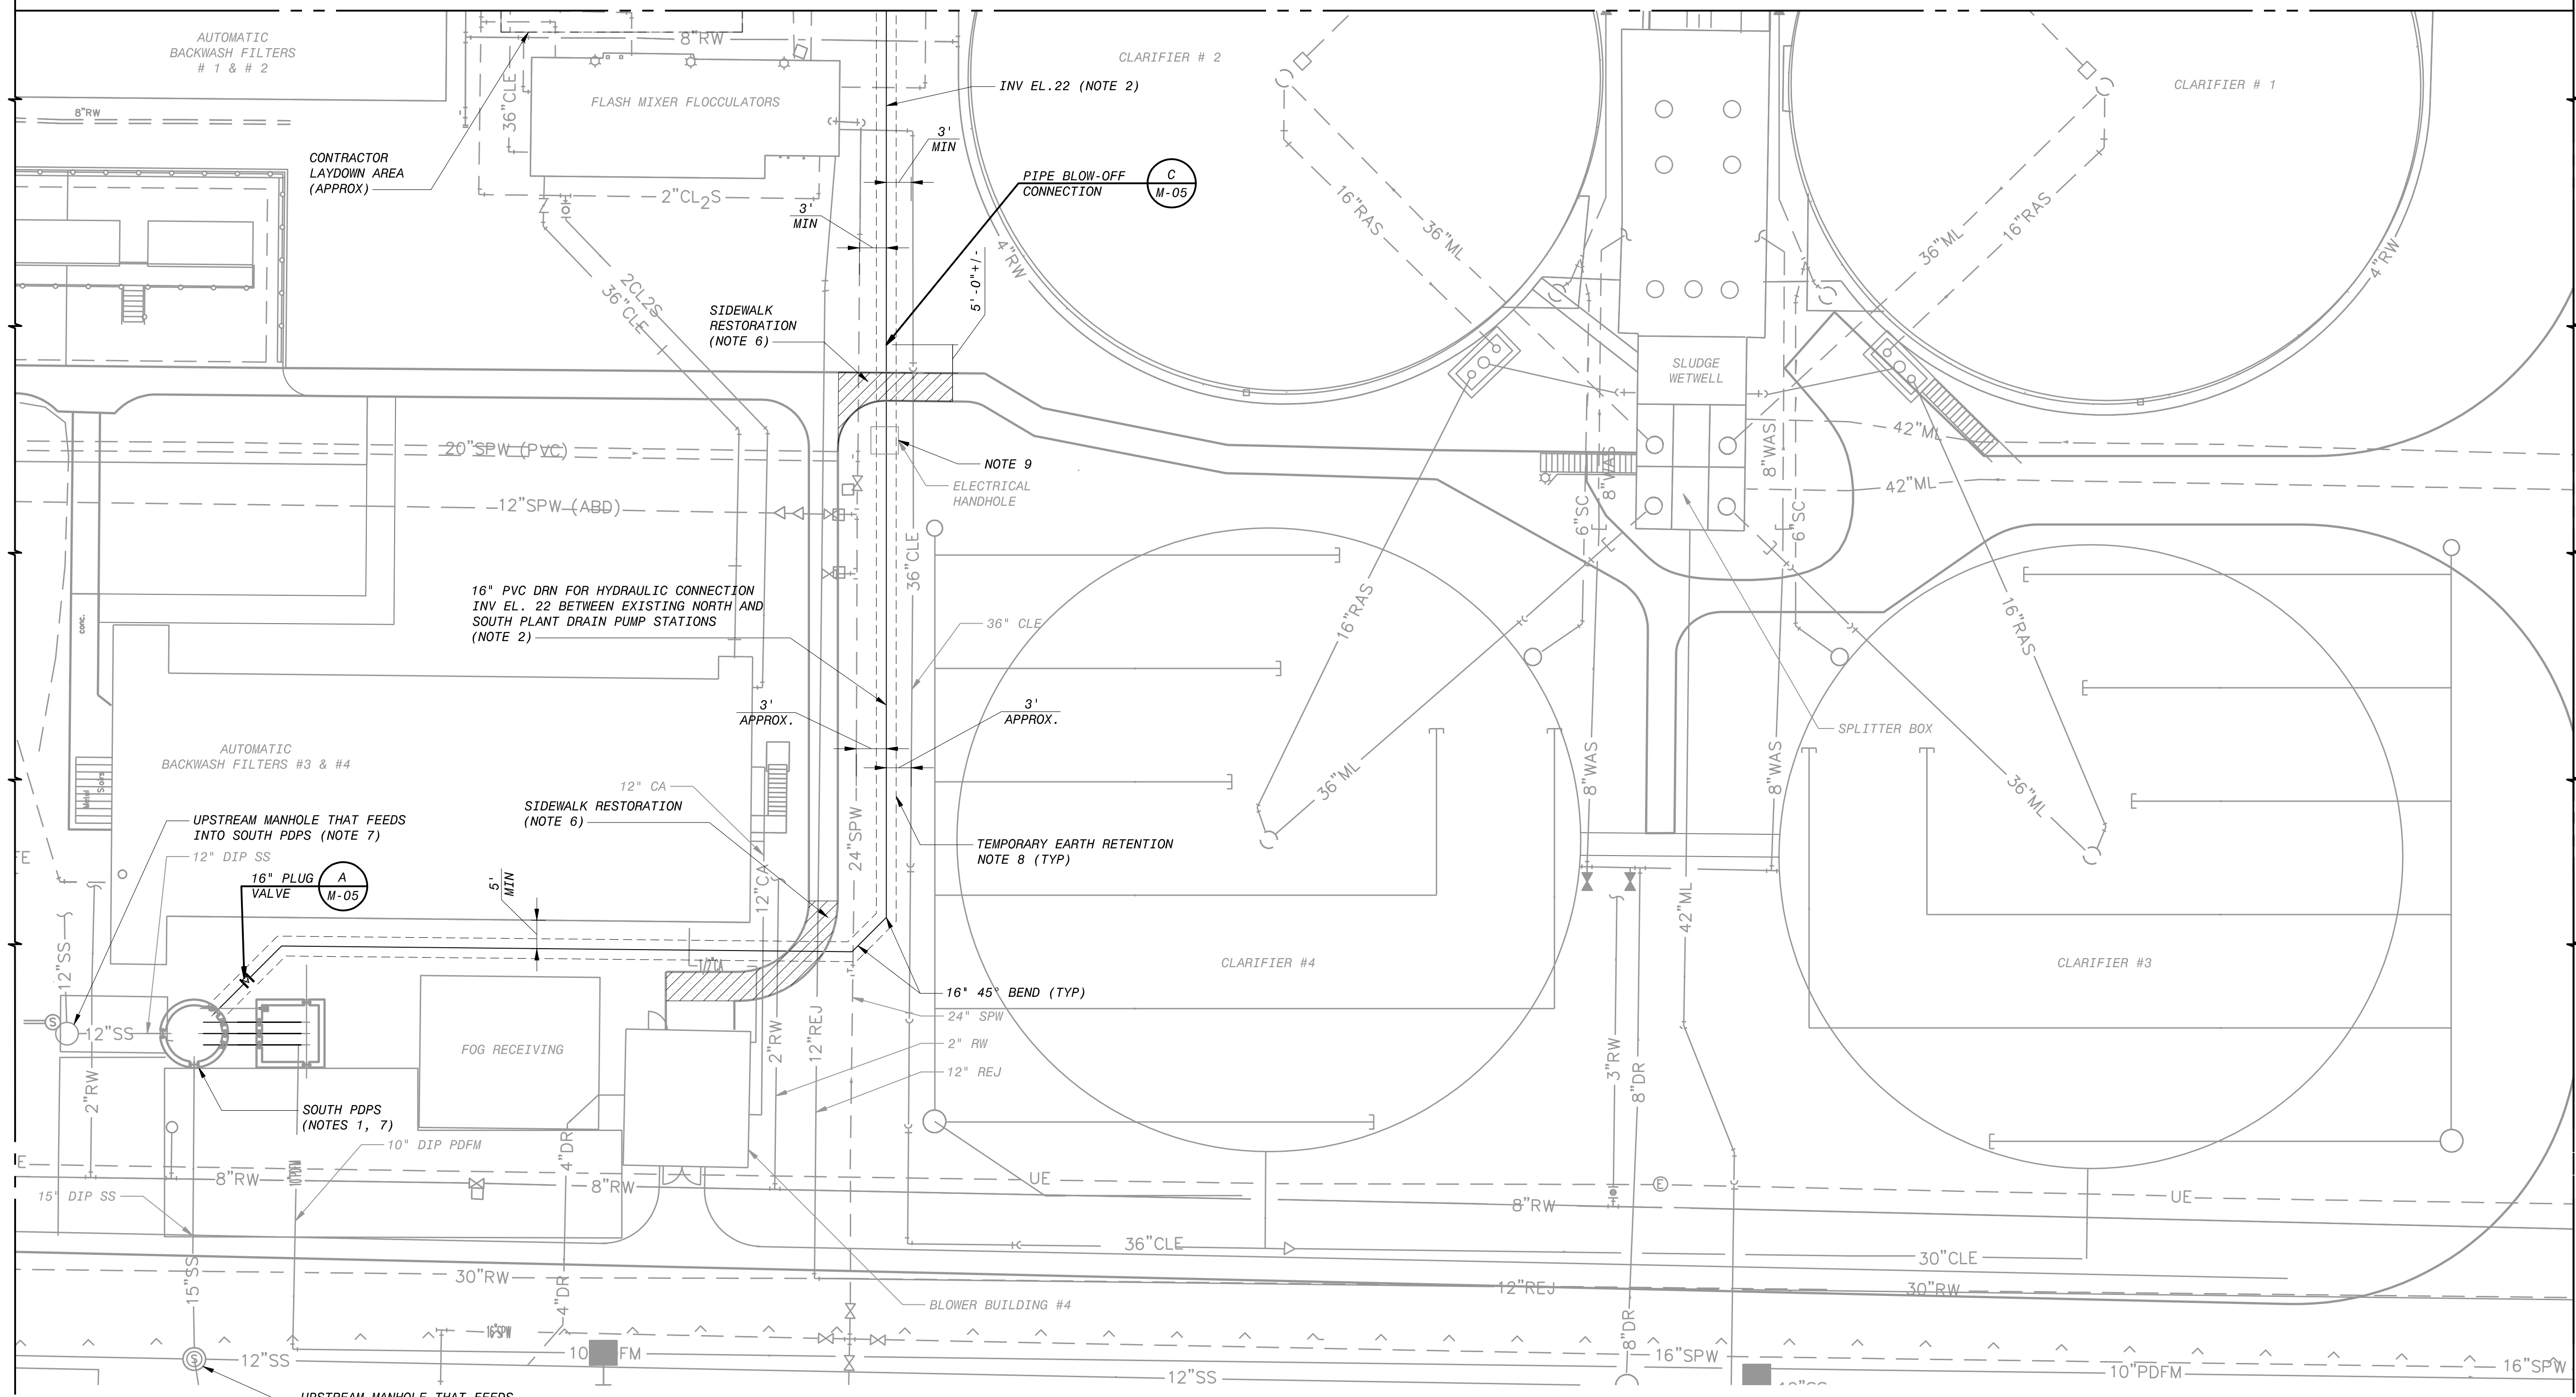 AUTOMATIC
BACKWASH FILTERS
# 1 & # 2
8"RW
36"CLE
8"RW
FLASH MIXER FLOCCULATORS
CONTRACTOR
LAYDOWN AREA
(APPROX)
2"CL2S
3'
MIN
3'
MIN
INV EL.22 (NOTE 2)
PIPE BLOW-OFF
CONNECTION
C
M-05
CLARIFIER # 2
CLARIFIER # 1
4"RW
16"RAS
36"ML
36"ML
16"RAS
4"RW
2CL2S
36"CLE
5'-0"+/-
SIDEWALK
RESTORATION
(NOTE 6)
SLUDGE
WETWELL
20"SPW (PVC)
12"SPW (ABD)
NOTE 9
ELECTRICAL
HANDHOLE
42"ML
42"ML
8"WAS
8"WAS
6"SC
6"SC
36"CLE
16" PVC DRN FOR HYDRAULIC CONNECTION
INV EL. 22 BETWEEN EXISTING NORTH AND
SOUTH PLANT DRAIN PUMP STATIONS
(NOTE 2)
36" CLE
conc.
16"RAS
16"RAS
3'
APPROX.
3'
APPROX.
SPLITTER BOX
AUTOMATIC
BACKWASH FILTERS #3 & #4
Metal
Stairs
12" CA
36"ML
36"ML
8"WAS
8"WAS
SIDEWALK RESTORATION
(NOTE 6)
UPSTREAM MANHOLE THAT FEEDS
INTO SOUTH PDPS (NOTE 7)
12" DIP SS
24"SPW
TEMPORARY EARTH RETENTION
NOTE 8 (TYP)
FE
16" PLUG
VALVE
A
M-05
5'
MIN
12"CA
42"ML
12"SS
1/2"CA
CLARIFIER #4
CLARIFIER #3
16" 45° BEND (TYP)
24" SPW
S
12"SS
FOG RECEIVING
2"RW
12"REJ
2" RW
12" REJ
3"RW
8"DR
2"RW
SOUTH PDPS
(NOTES 1, 7)
10" DIP PDFM
4"DR
E
8"RW
10"PDFM
8"RW
UE
E
UE
15" DIP SS
8"RW
36"CLE
30"CLE
15"SS
30"RW
4"DR
12"REJ
30"RW
BLOWER BUILDING #4
16"SPW
8"DR
S
12"SS
FM
16"SPW
16"SPW
12"SS
10"PDFM
UPSTREAM MANHOLE THAT FEEDS